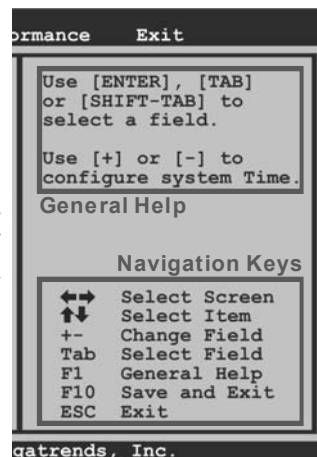 Exit
Use [ENTER], [TAB]
or [SHIFT-TAB] to
select a field.
Use [+] or [-] to
configure system Time.
General Help
Navigation Keys
Select Screen
Select Item
+- Change Field
Tab Select Field
F1 General Help
F10 Save and Exit
ESC Exit
Inc.